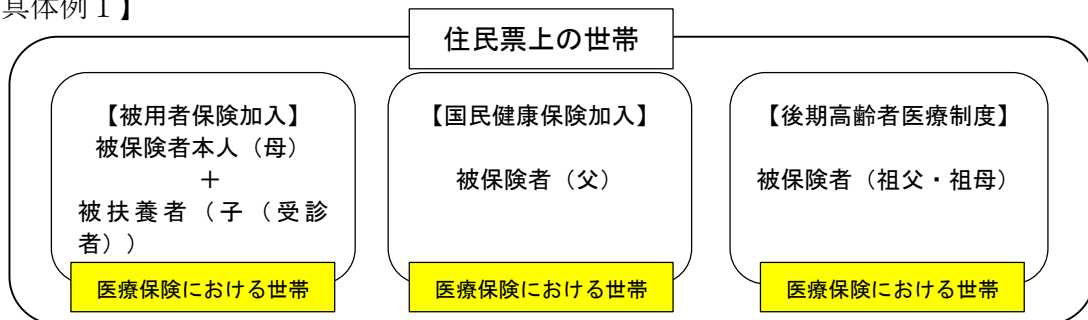 具体例１】
住民票上の世帯
【被用者保険加入】
被保険者本人（母）
＋
被扶養者（子（受診
者））
医療保険における世帯
【国民健康保険加入】
被保険者（父）
医療保険における世帯
【後期高齢者医療制度】
被保険者（祖父・祖母）
医療保険における世帯